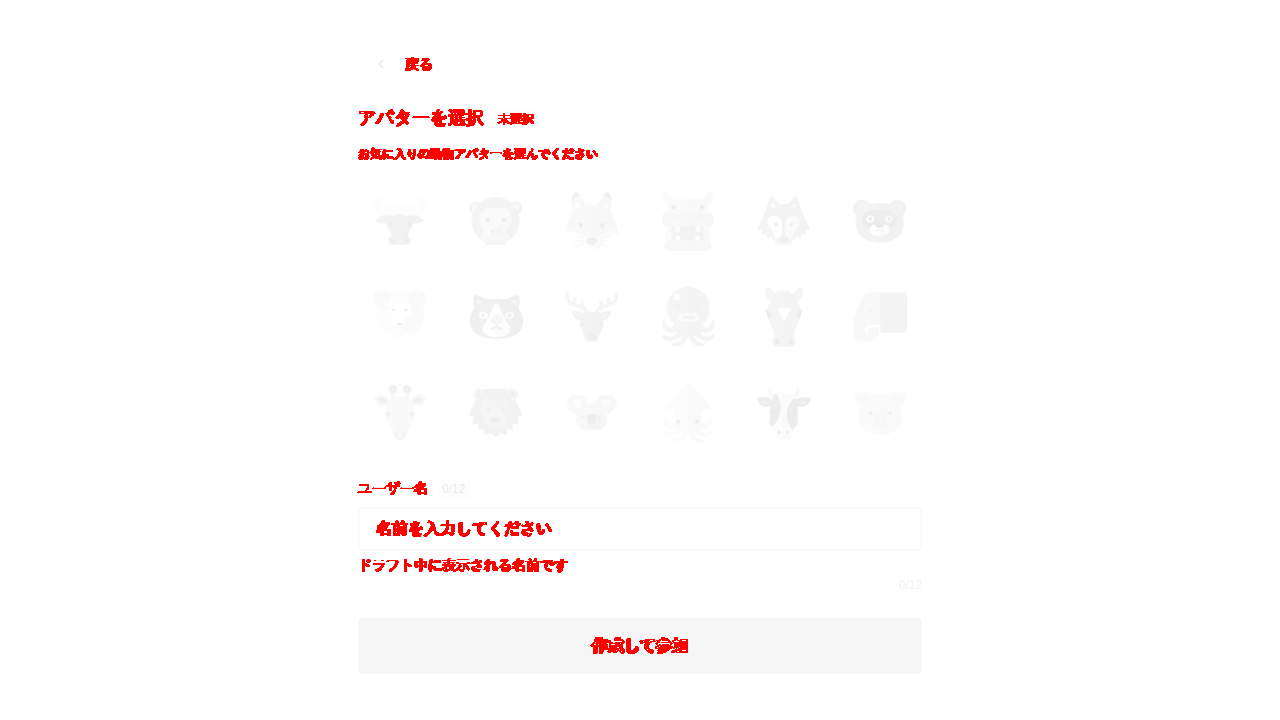 戻る
アバターを選択 未選択
お気に入りの動物アバターを選んでください
ユーザー名 0/12
名前を入力してください
ドラフト中に表示される名前です
0/12
作成して参加